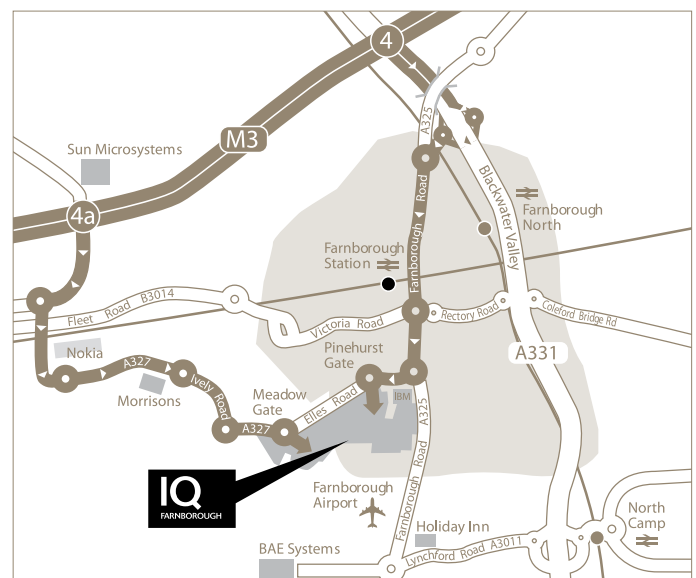 4
A325
M3
Sun Microsystems
4a
Blackwater Valley
Farnborough Road
Farnborough
North
Farnborough
Station
Fleet Road B3014
Victoria Road
Rectory Road
Coleford Bridge Rd
A331
Nokia
A327
Morrisons
Ively Road
Pinehurst
Gate
Meadow
Gate
Elles Road
IBM
A325
A327
IQ
FARNBOROUGH
Farnborough
Airport
Farnborough Road
Holiday Inn
North
Camp
BAE Systems
Lynchford Road A3011